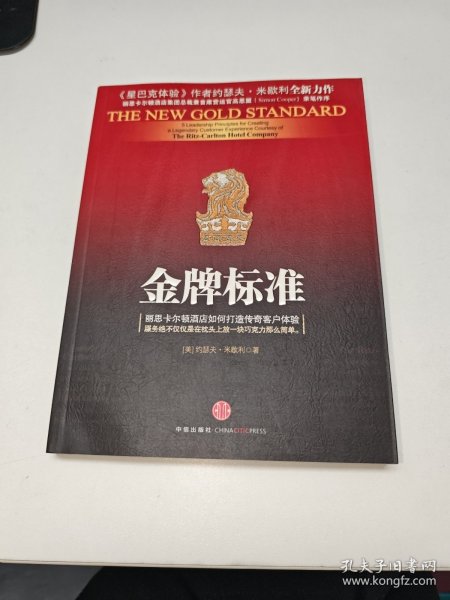 《星巴克体验》作者约瑟夫·米歇利全新力作
丽思卡尔顿酒店集团总裁兼首席营运官高思盟(Simon Cooper)亲笔作序
THE NEW GOLD STANDARD
5 Leadership Principles for Creating
a Legendary Customer Experience Courtesy of
The Ritz-Carlton Hotel Company
金牌标准
丽思卡尔顿酒店如何打造传奇客户体验
服务绝不仅仅是在枕头上放一块巧克力那么简单。
[美]约瑟夫·米歇利◎著
中信出版社·CHINACITICPRESS
孔夫子旧书网
www.kongfz.com